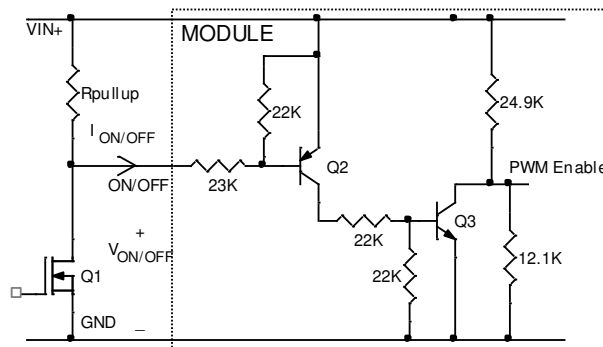 VIN+
MODULE
Rpullup
I ON/OFF
22K
24.9K
ON/OFF
23K
Q2
PWM Enable
+
V ON/OFF
22K
Q3
Q1
22K
12.1K
GND
_